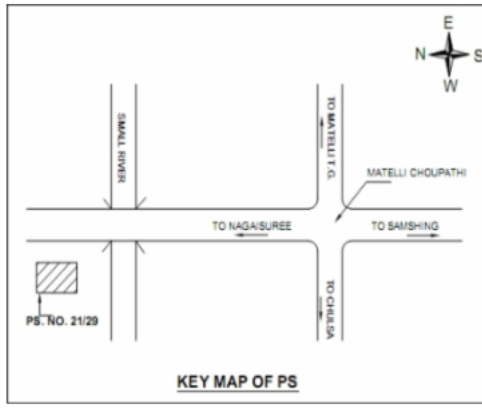 E
N S
W
SMALL RIVER
TO MATELLI T.G.
MATELLI CHOUPATHI
TO NAGAISUREE
TO SAMSHING
TO CHULSA
PS. NO. 21/29
KEY MAP OF PS